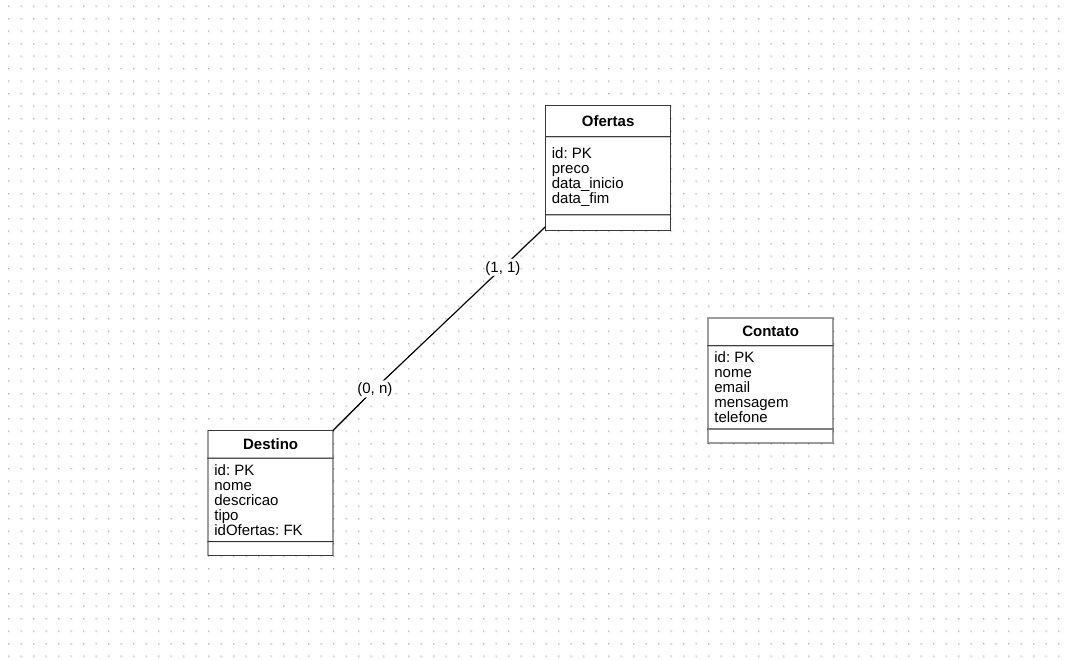 Ofertas
id: PK
preco
data_inicio
data_fim
(1, 1)
Contato
id: PK
nome
email
mensagem
telefone
(0, n)
Destino
id: PK
nome
descricao
tipo
idOfertas: FK